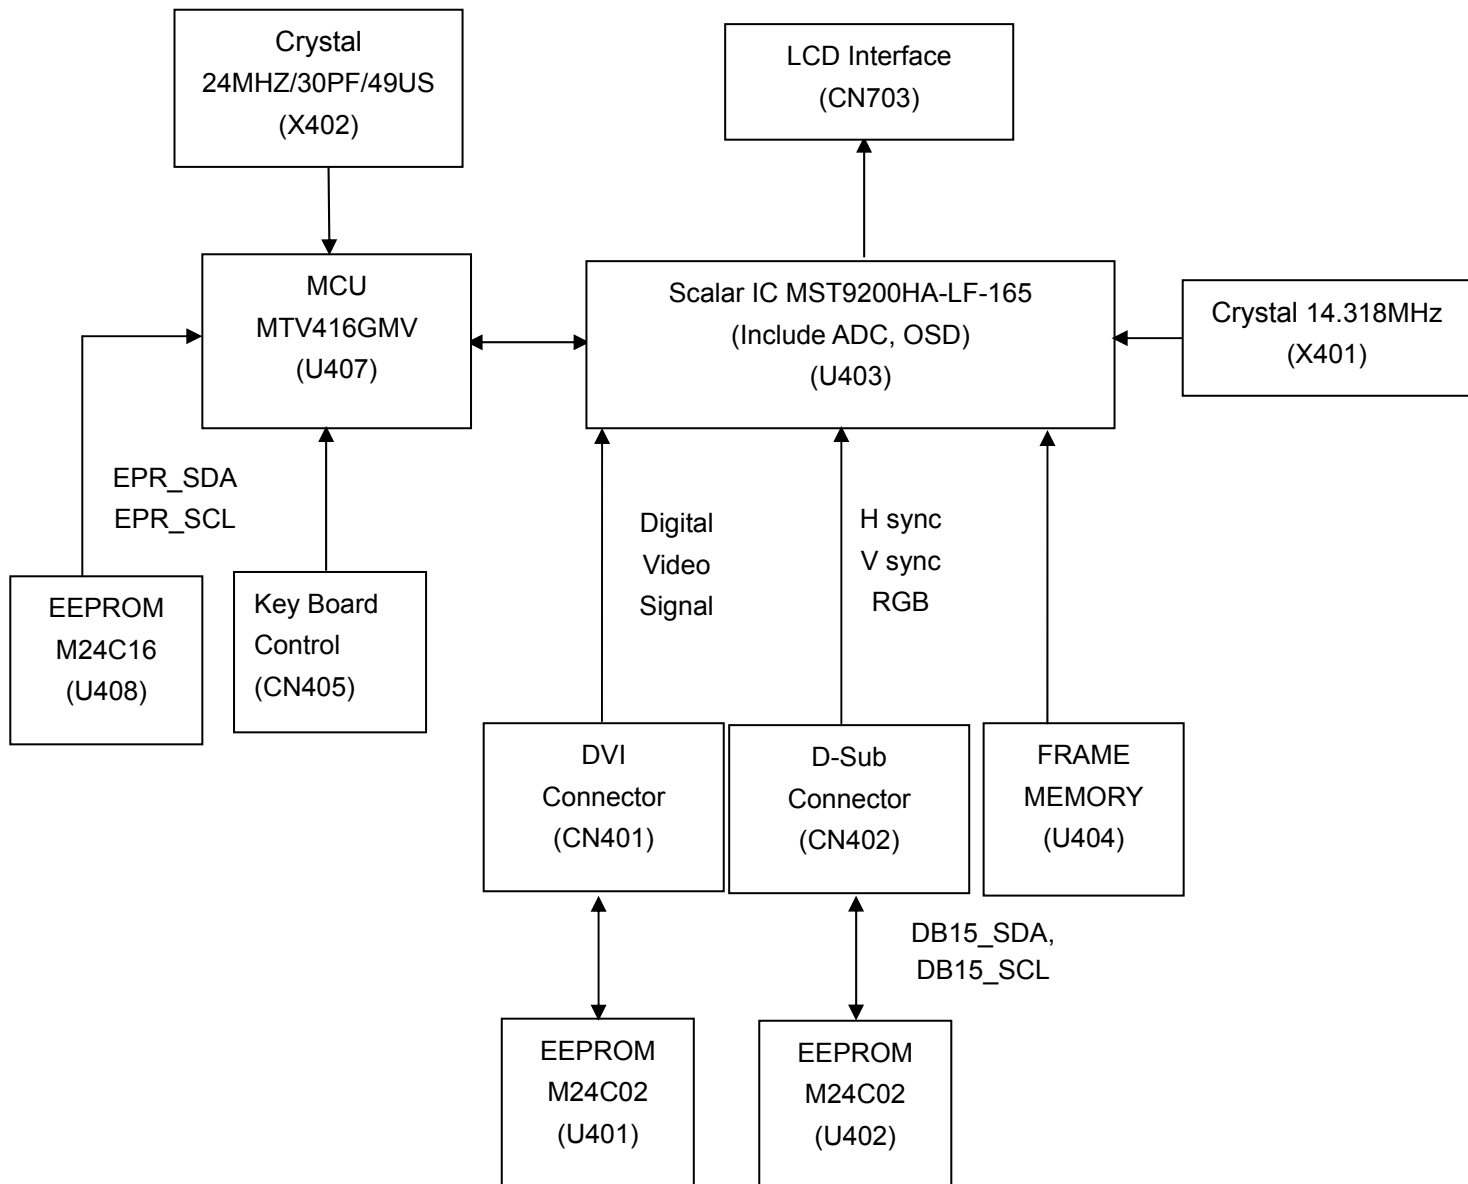 Crystal
24MHZ/30PF/49US
(X402)
LCD Interface
(CN703)
MCU
MTV416GMV
(U407)
Scalar IC MST9200HA-LF-165
(Include ADC, OSD)
(U403)
Crystal 14.318MHz
(X401)
EPR_SDA
EPR_SCL
Digital
Video
Signal
H sync
V sync
RGB
EEPROM
M24C16
(U408)
Key Board
Control
(CN405)
DVI
Connector
(CN401)
D-Sub
Connector
(CN402)
FRAME
MEMORY
(U404)
DB15_SDA,
DB15_SCL
EEPROM
M24C02
(U401)
EEPROM
M24C02
(U402)